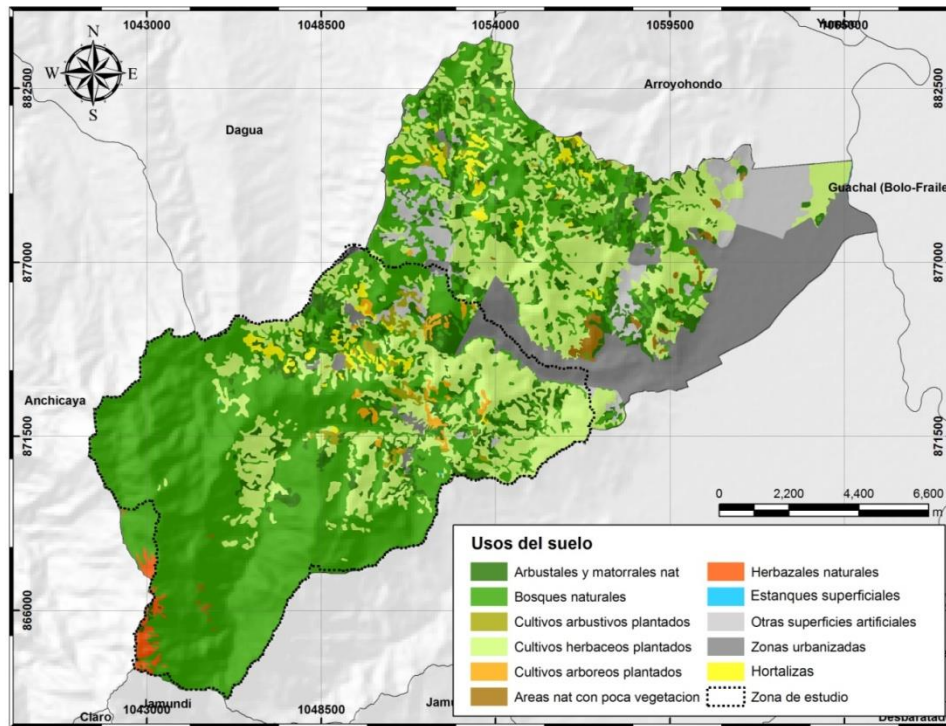 1043000 1048500 1054000 1059500 1065000
N
W E
S
882500 882500
Arroyohondo
Dagua
Guachal (Bolo-Fraile
877000 877000
Anchicaya
871500 871500
0 2,200 4,400 6,600
m
Usos del suelo
Arbustales y matorrales nat
Herbazales naturales
Bosques naturales
Estanques superficiales
Cultivos arbustivos plantados
Otras superficies artificiales
Cultivos herbaceos plantados
Zonas urbanizadas
Cultivos arboreos plantados
Hortalizas
Areas nat con poca vegetacion
Zona de estudio
866000 866000
Jamundi
Claro
1043000 1048500